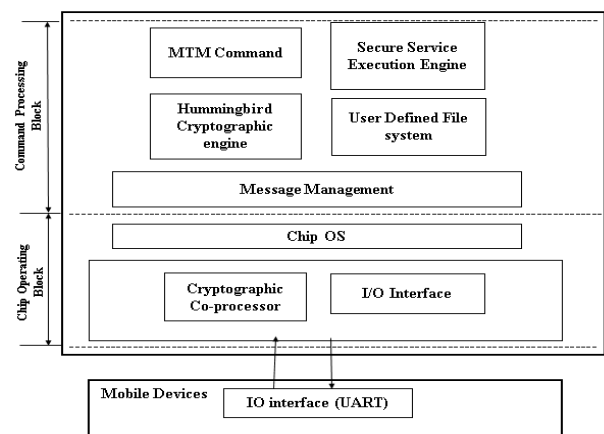 Command Processing
Block
MTM Command
Secure Service
Execution Engine
Hummingbird
Cryptographic
engine
User Defined File
system
Message Management
Chip Operating
Block
Chip OS
Cryptographic
Co-processor
I/O Interface
Mobile Devices
IO interface (UART)